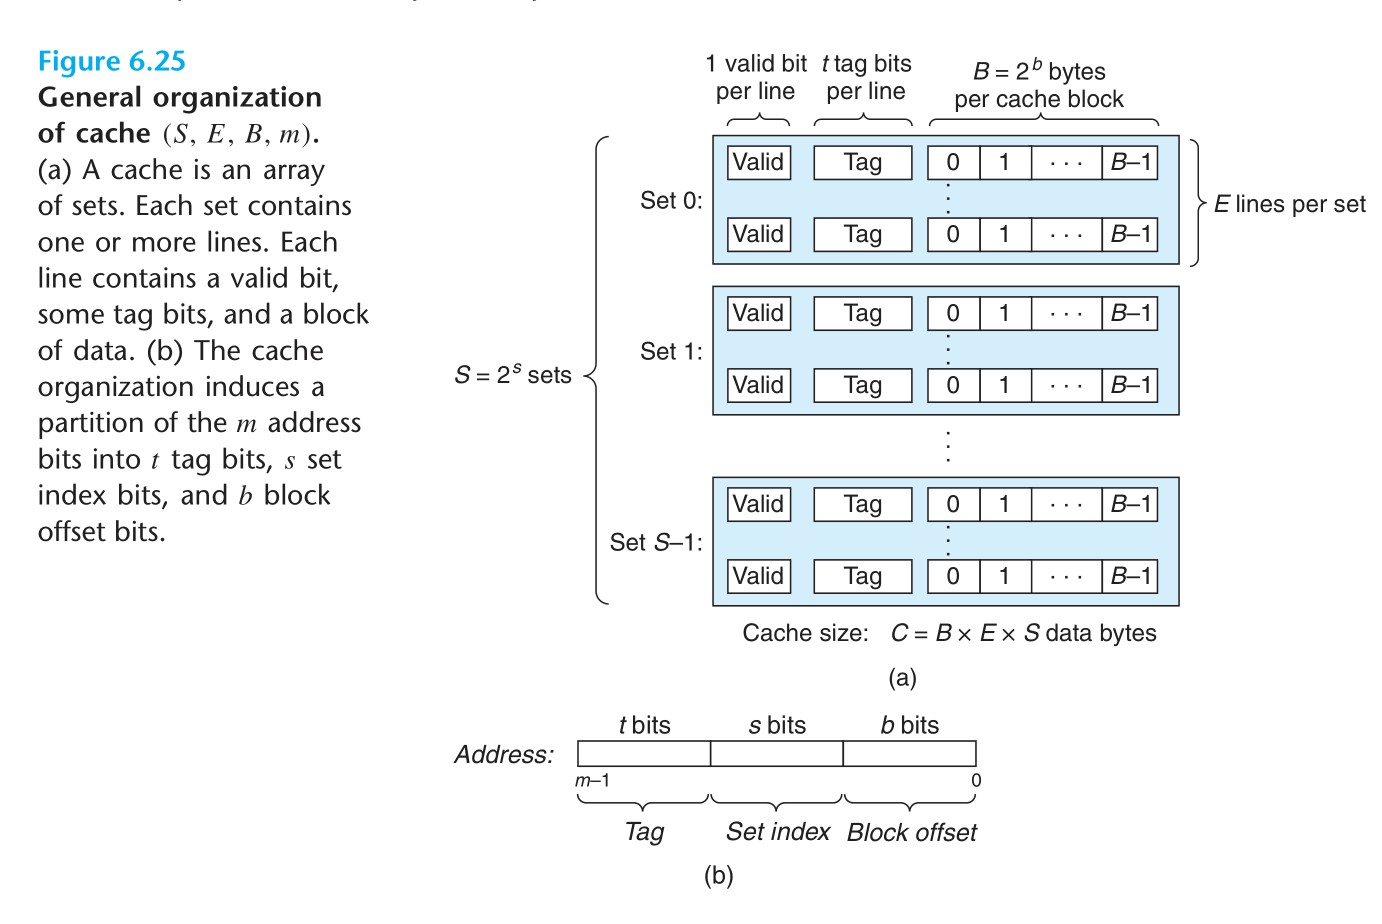 Figure 6.25
General organization
of cache (S, E, B, m).
(a) A cache is an array
of sets. Each set contains
one or more lines. Each
line contains a valid bit,
some tag bits, and a block
of data. (b) The cache
organization induces a
partition of the m address
bits into t tag bits, s set
index bits, and b block
offset bits.
1 valid bit
per line
t tag bits
per line
B = 2^b bytes
per cache block
S = 2^s sets
Set 0:
Valid Tag 0 1 · · · B–1
Valid Tag 0 1 · · · B–1
E lines per set
Set 1:
Valid Tag 0 1 · · · B–1
Valid Tag 0 1 · · · B–1
Set S–1:
Valid Tag 0 1 · · · B–1
Valid Tag 0 1 · · · B–1
Cache size: C = B × E × S data bytes
(a)
t bits s bits b bits
Address:
m–1 0
Tag Set index Block offset
(b)